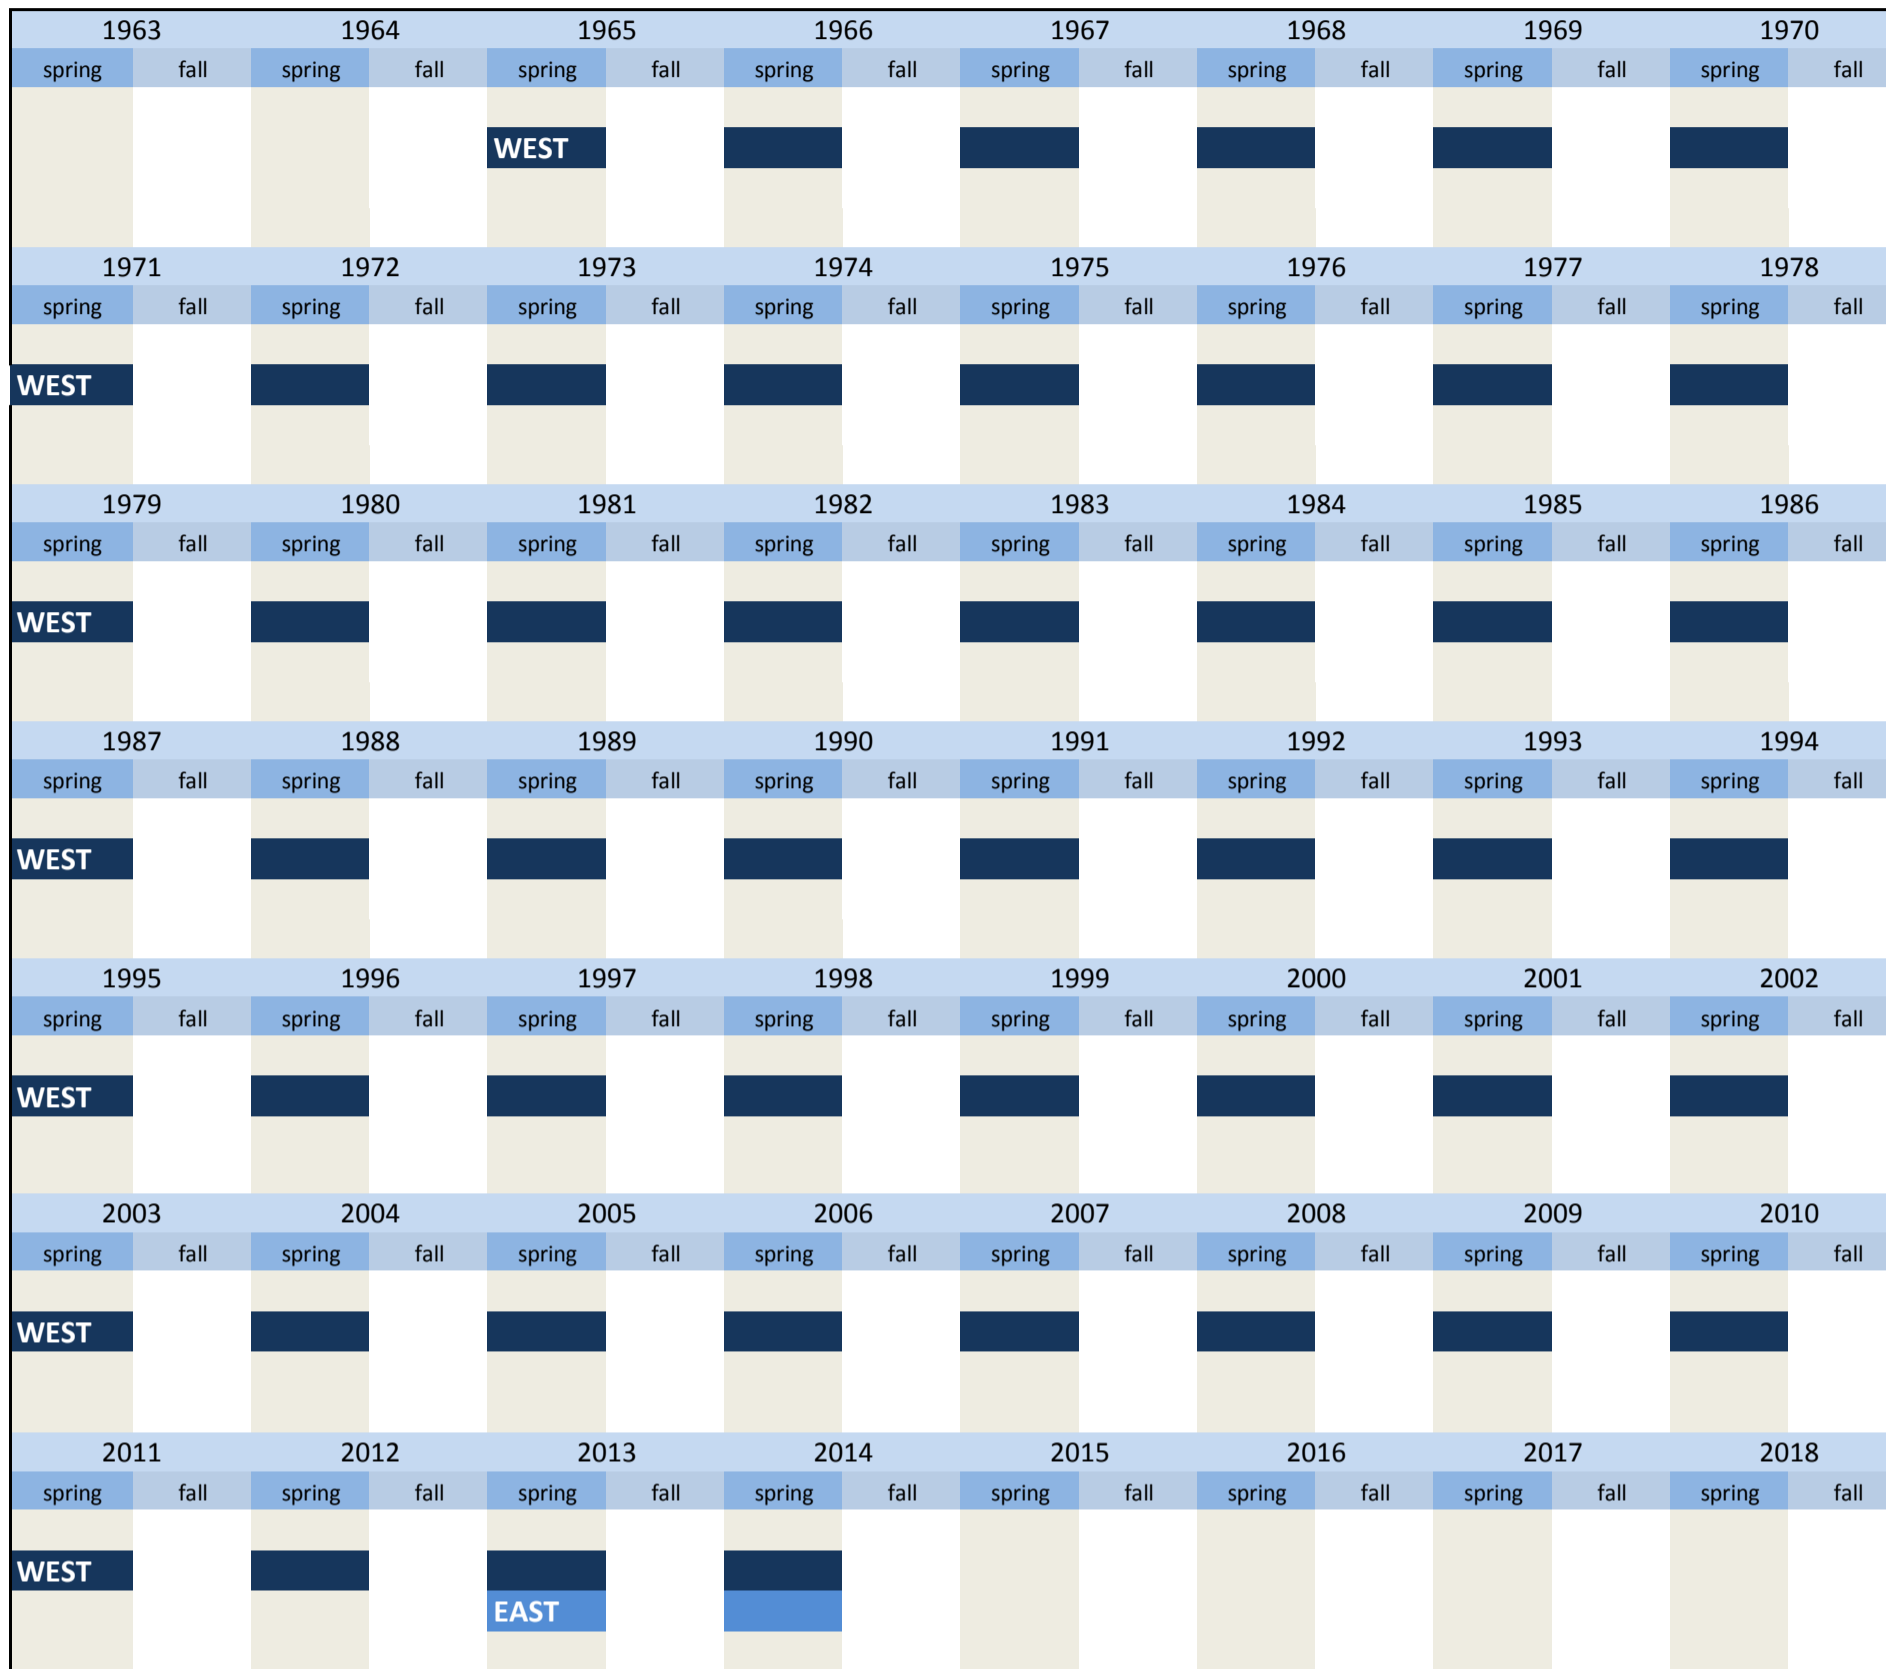 1963 1964 1965 1966 1967 1968 1969 1970
spring fall spring fall spring fall spring fall spring fall spring fall spring fall spring fall
WEST
1971 1972 1973 1974 1975 1976 1977 1978
spring fall spring fall spring fall spring fall spring fall spring fall spring fall spring fall
WEST
1979 1980 1981 1982 1983 1984 1985 1986
spring fall spring fall spring fall spring fall spring fall spring fall spring fall spring fall
WEST
1987 1988 1989 1990 1991 1992 1993 1994
spring fall spring fall spring fall spring fall spring fall spring fall spring fall spring fall
WEST
1995 1996 1997 1998 1999 2000 2001 2002
spring fall spring fall spring fall spring fall spring fall spring fall spring fall spring fall
WEST
2003 2004 2005 2006 2007 2008 2009 2010
spring fall spring fall spring fall spring fall spring fall spring fall spring fall spring fall
WEST
2011 2012 2013 2014 2015 2016 2017 2018
spring fall spring fall spring fall spring fall spring fall spring fall spring fall spring fall
WEST
EAST